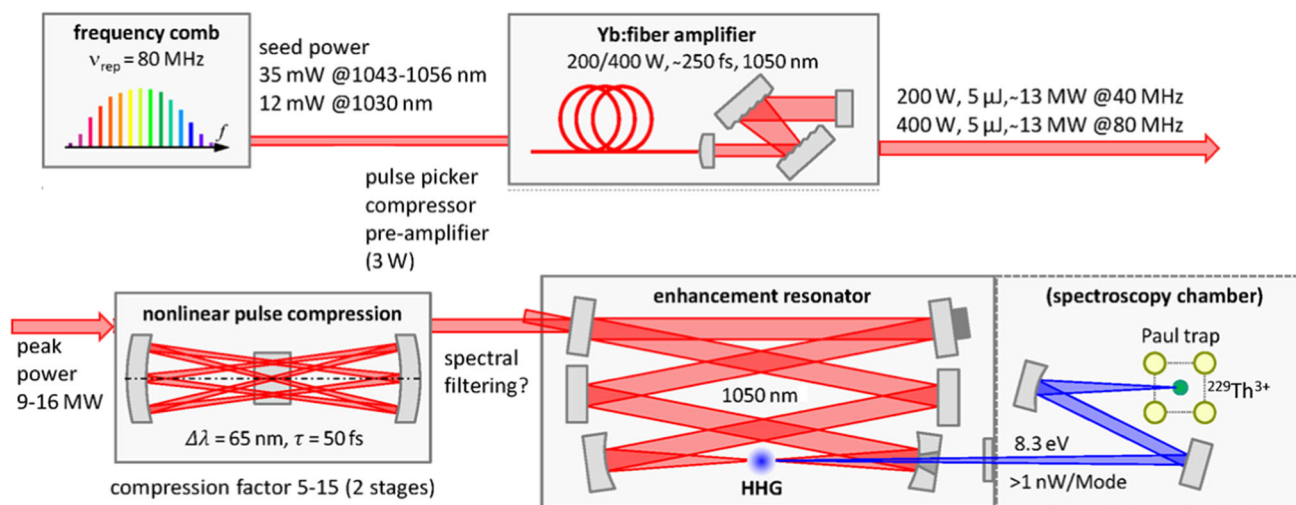 frequency comb
νrep = 80 MHz
f
seed power
35 mW @1043-1056 nm
12 mW @1030 nm
pulse picker
compressor
pre-amplifier
(3 W)
Yb:fiber amplifier
200/400 W, ~250 fs, 1050 nm
200 W, 5 µJ,~13 MW @40 MHz
400 W, 5 µJ,~13 MW @80 MHz
peak
power
9-16 MW
nonlinear pulse compression
Δλ = 65 nm, τ = 50 fs
compression factor 5-15 (2 stages)
spectral
filtering?
enhancement resonator
1050 nm
HHG
(spectroscopy chamber)
Paul trap
²²⁹Th³⁺
8.3 eV
>1 nW/Mode